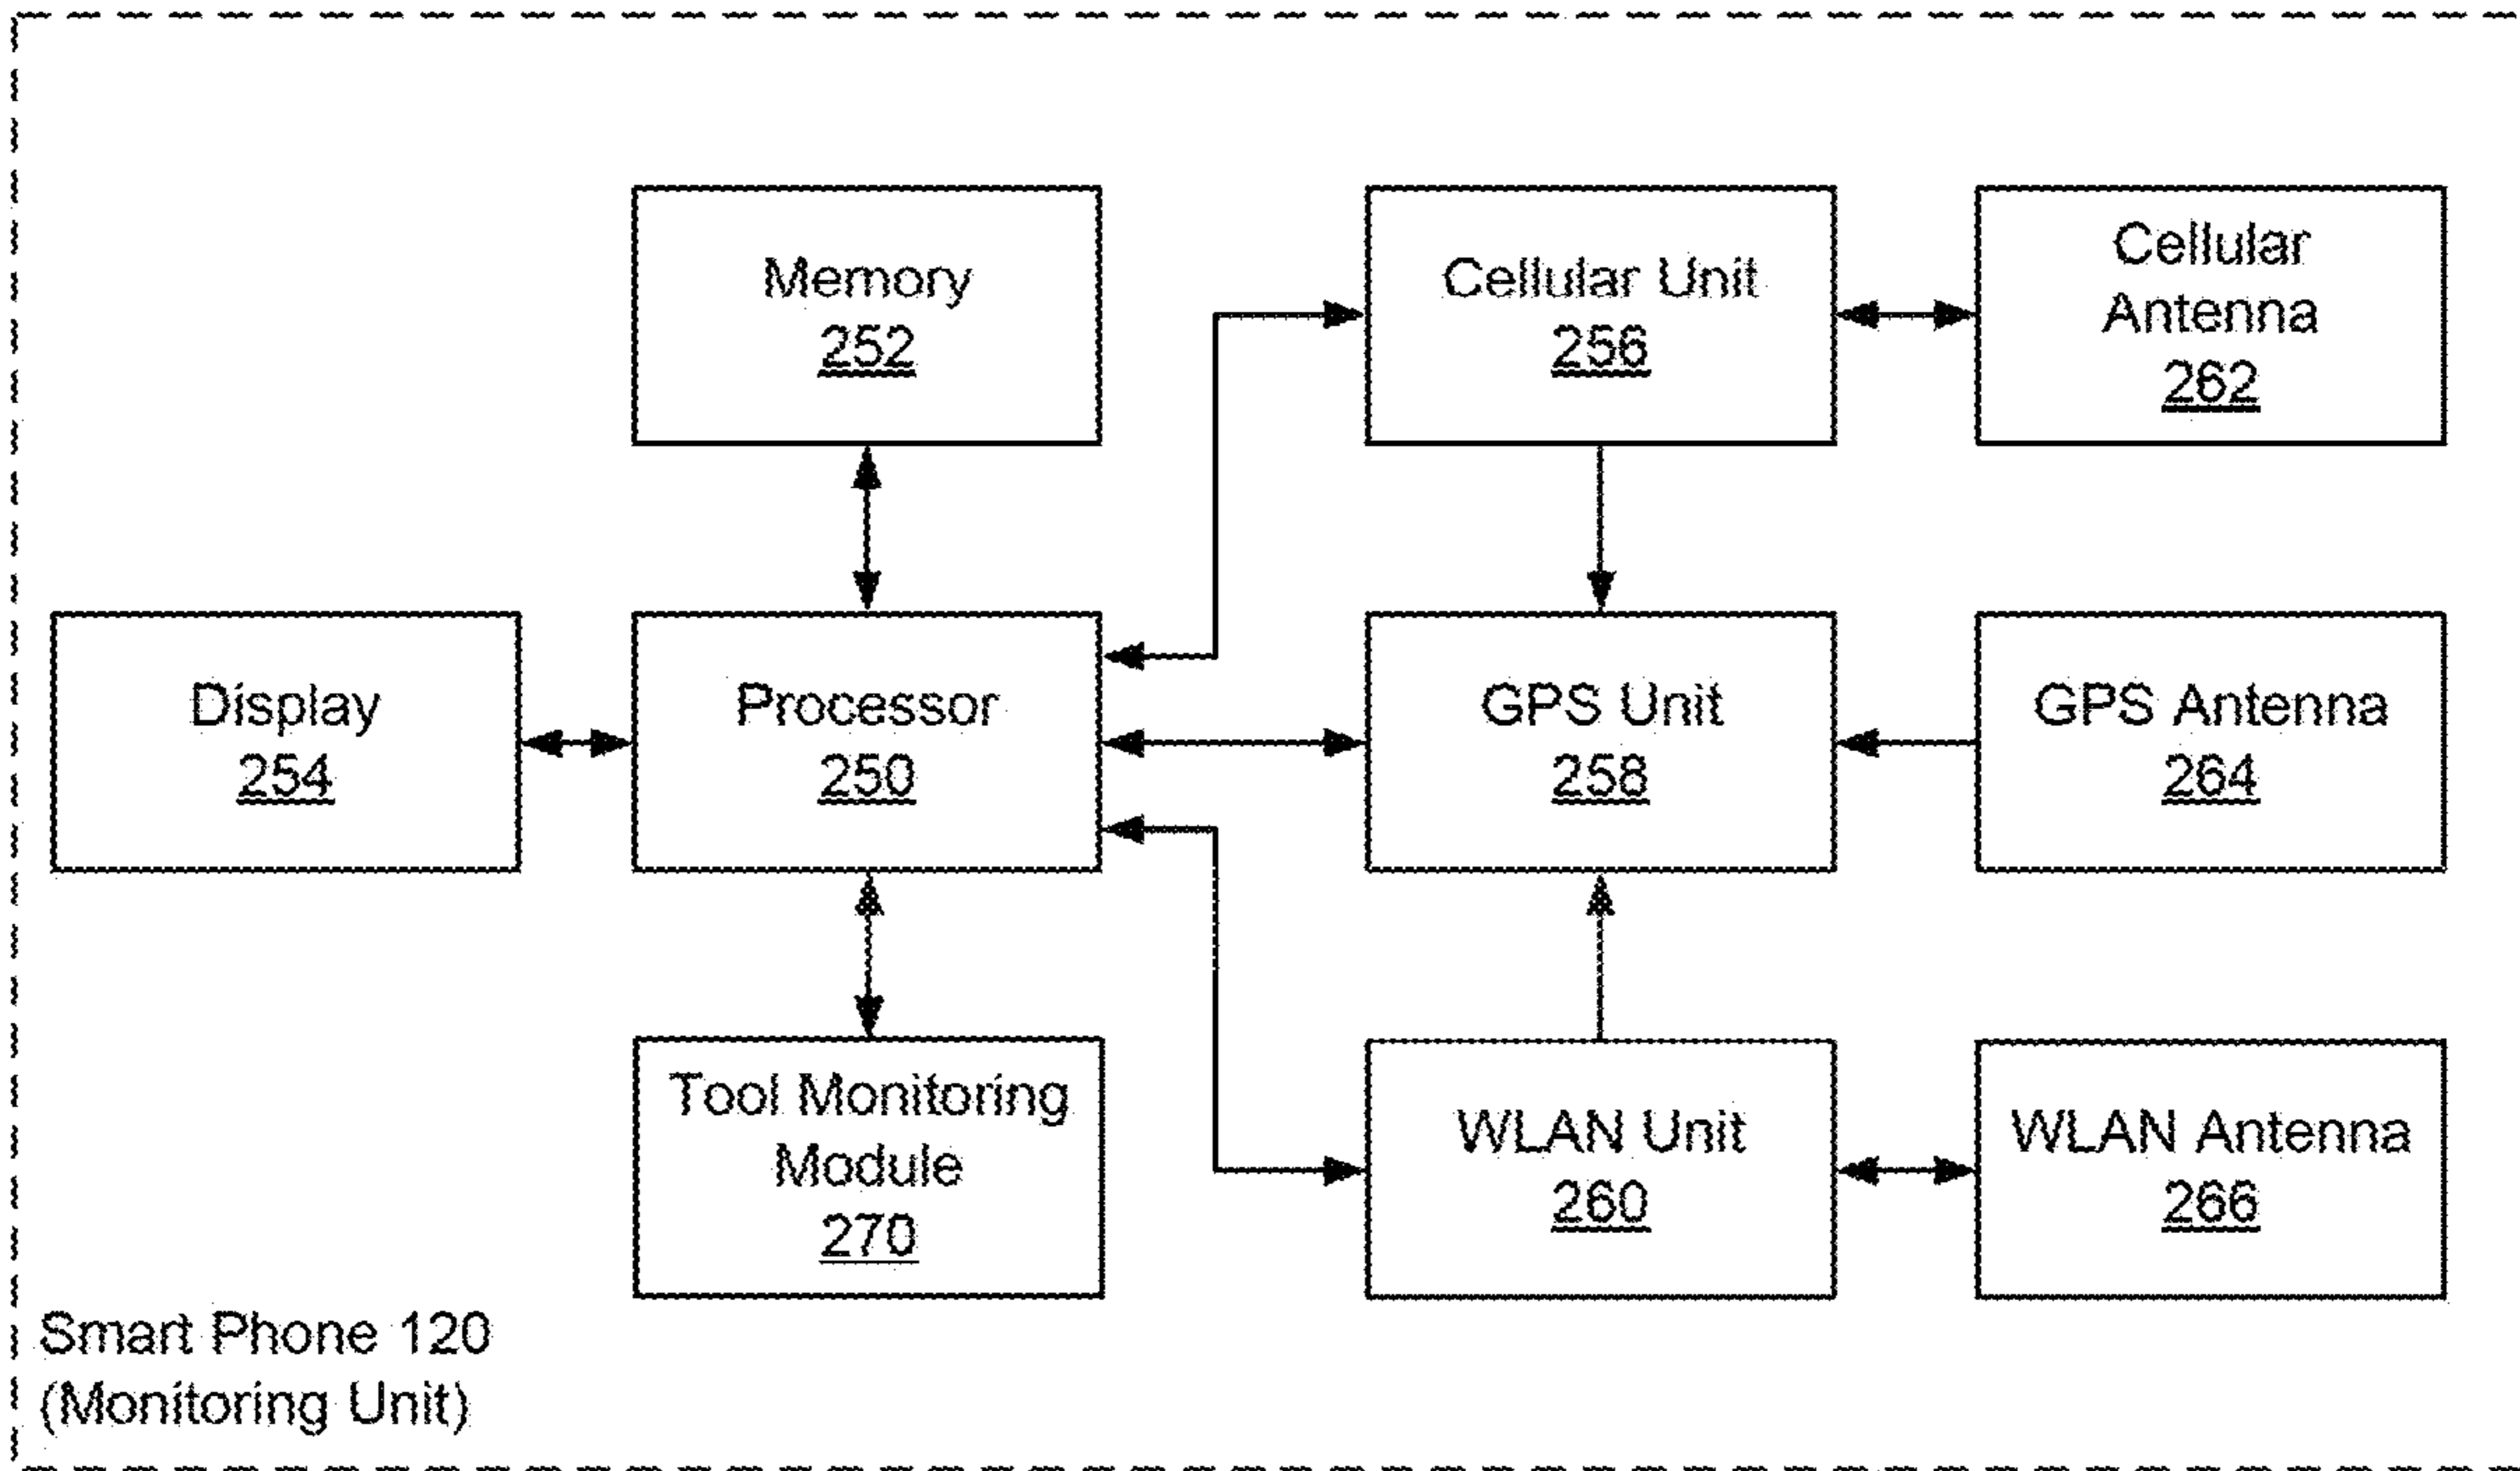 Memory
252
Cellular Unit
256
Cellular
Antenna
262
Display
254
Processor
250
GPS Unit
258
GPS Antenna
264
Tool Monitoring
Module
270
WLAN Unit
260
WLAN Antenna
266
Smart Phone 120
(Monitoring Unit)